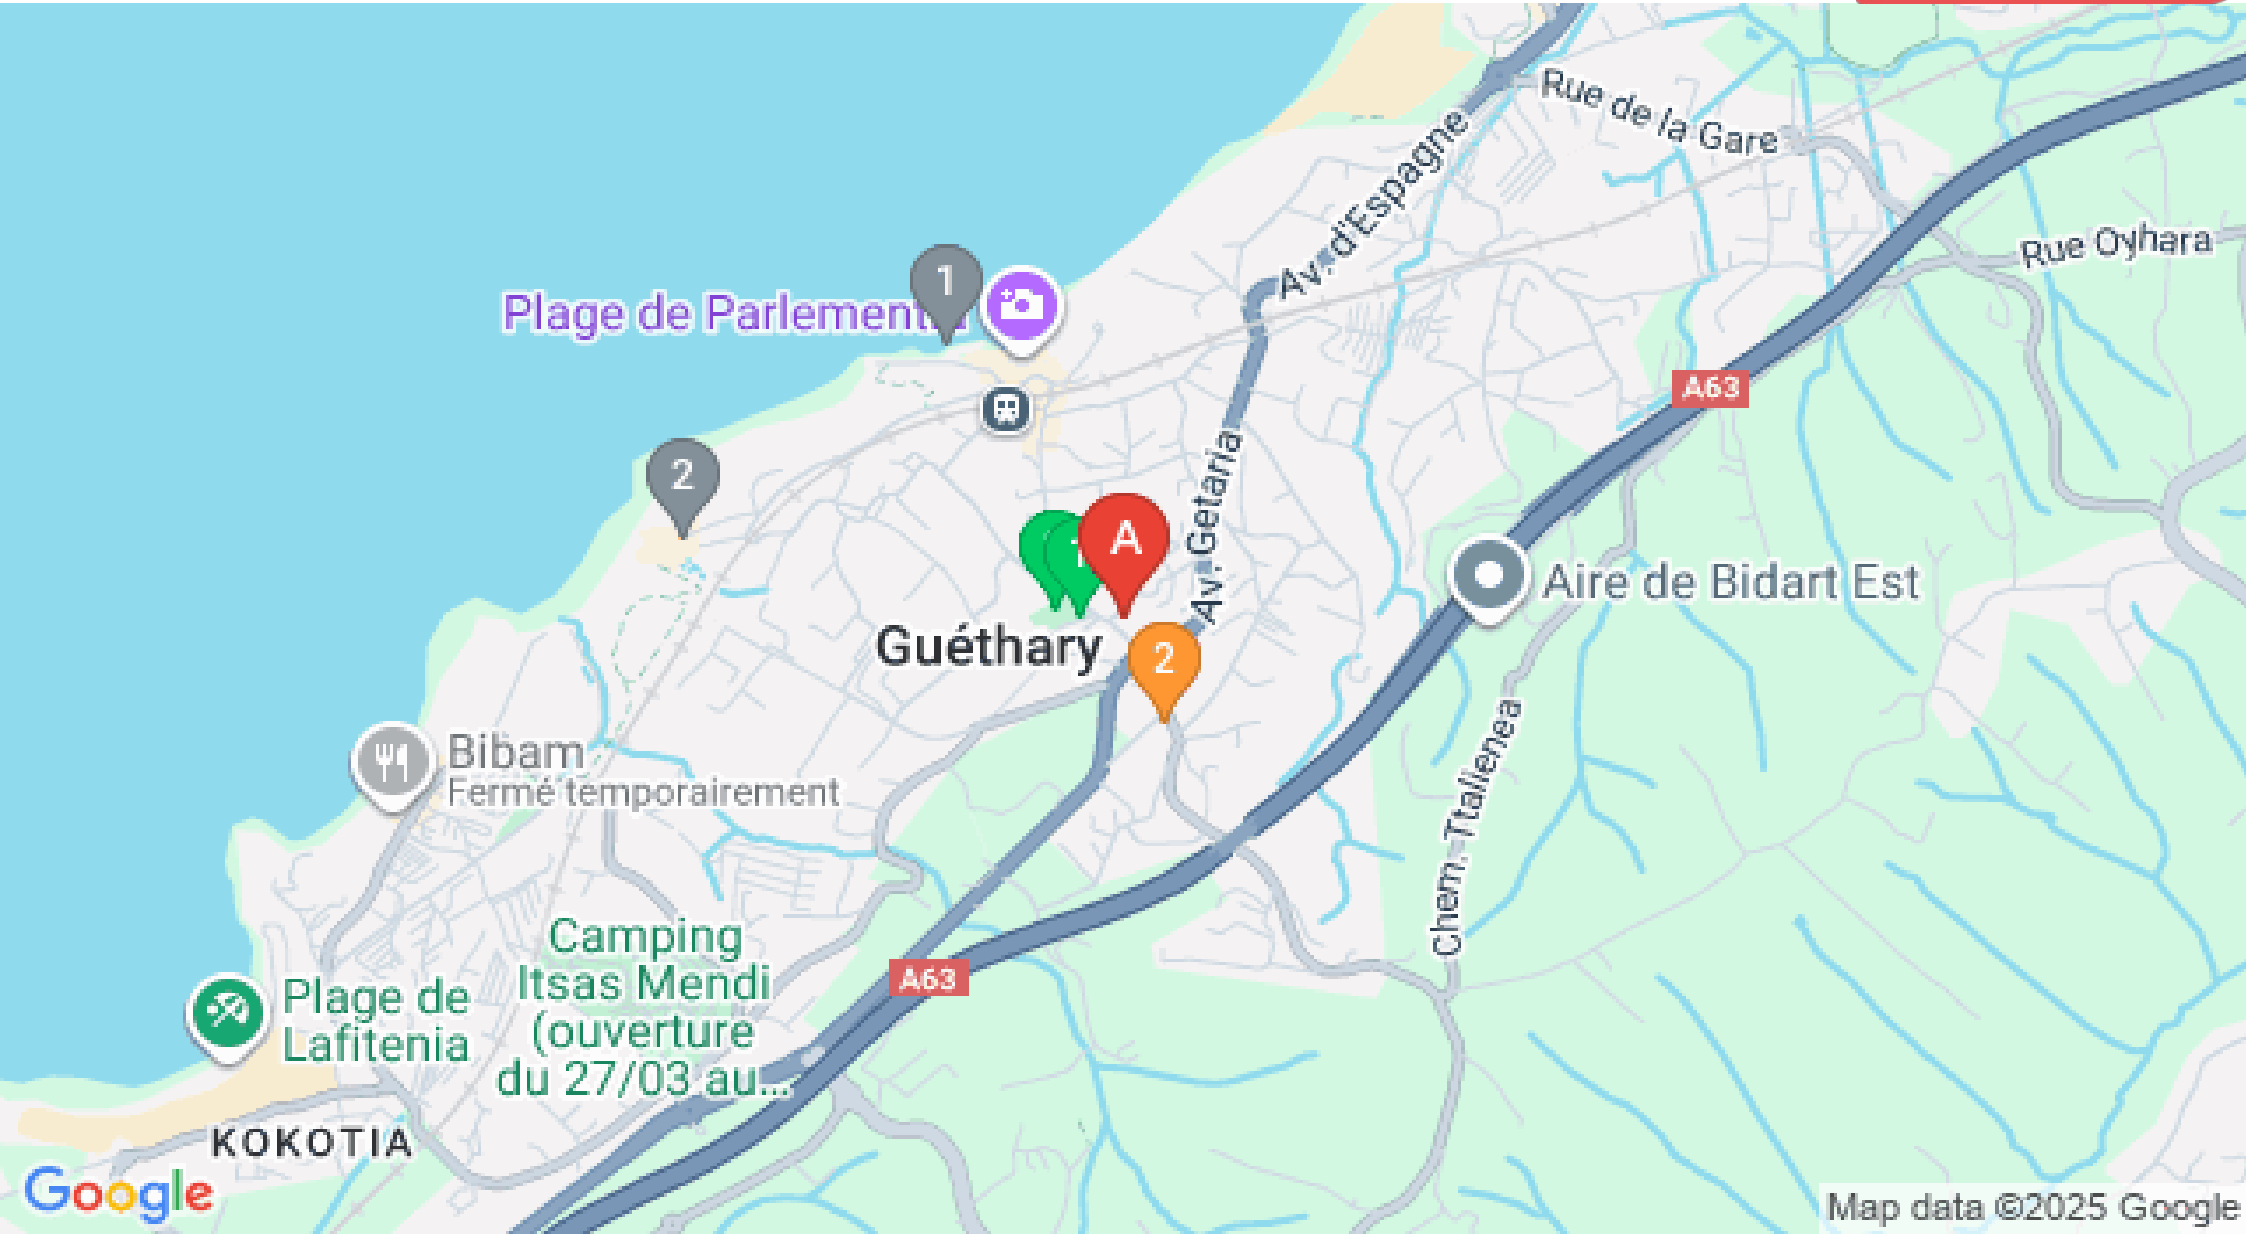 Rue de la Gare
Av. d'Espagne
Rue Oyhara
1
Plage de
A63
2
Av. Getaria
A
Aire de Bidart Est
Guéthary
2
Bibam
Fermé temporairement
Chem. Ttalienea
Camping
Itsas Mendi
(ouverture
du 27/03 au...
A63
Plage de
Lafitenia
KOKOTIA
Google
Map data ©2025 Google